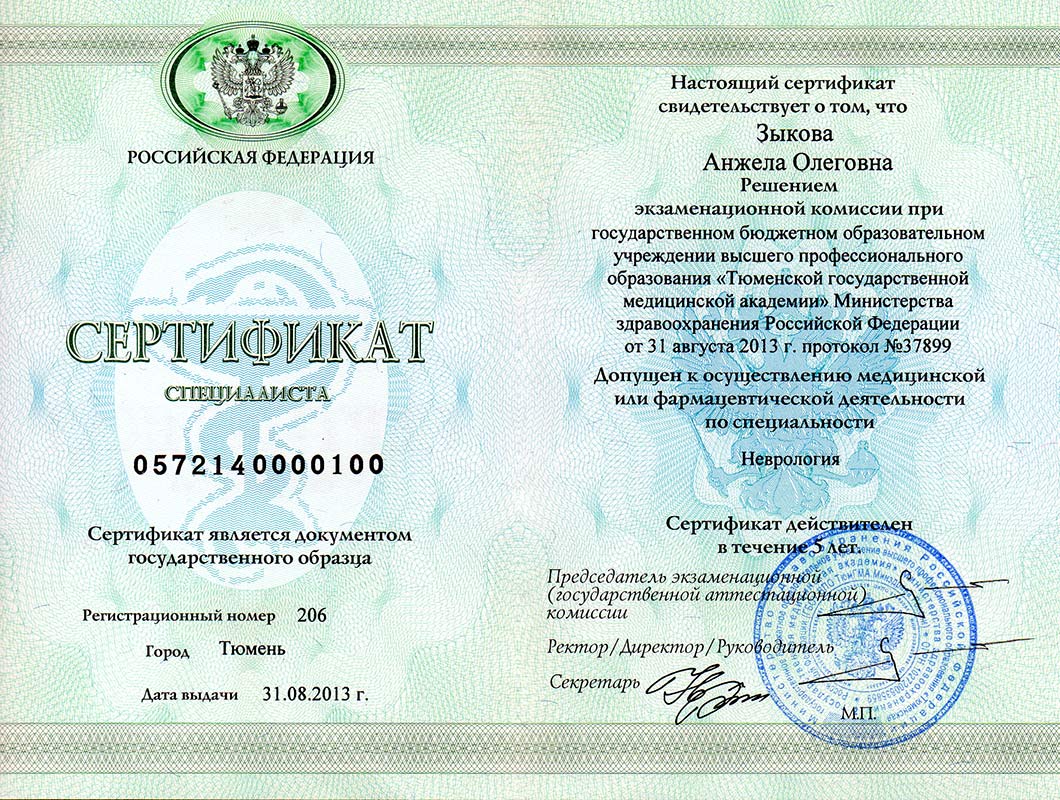 РОССИЙСКАЯ ФЕДЕРАЦИЯ
СЕРТИФИКАТ
СПЕЦИАЛИСТА
0572140000100
Сертификат является документом
государственного образца
Регистрационный номер 206
Город Тюмень
Дата выдачи 31.08.2013 г.
Настоящий сертификат
свидетельствует о том, что
Зыкова
Анжела Олеговна
Решением
экзаменационной комиссии при
государственном бюджетном образовательном
учреждении высшего профессионального
образования «Тюменской государственной
медицинской академии» Министерства
здравоохранения Российской Федерации
от 31 августа 2013 г. протокол №37899
Допущен к осуществлению медицинской
или фармацевтической деятельности
по специальности
Неврология
Сертификат действителен
в течение 5 лет.
Председатель экзаменационной
(государственной аттестационной)
комиссии
Ректор/Директор/Руководитель
Секретарь
М.П.